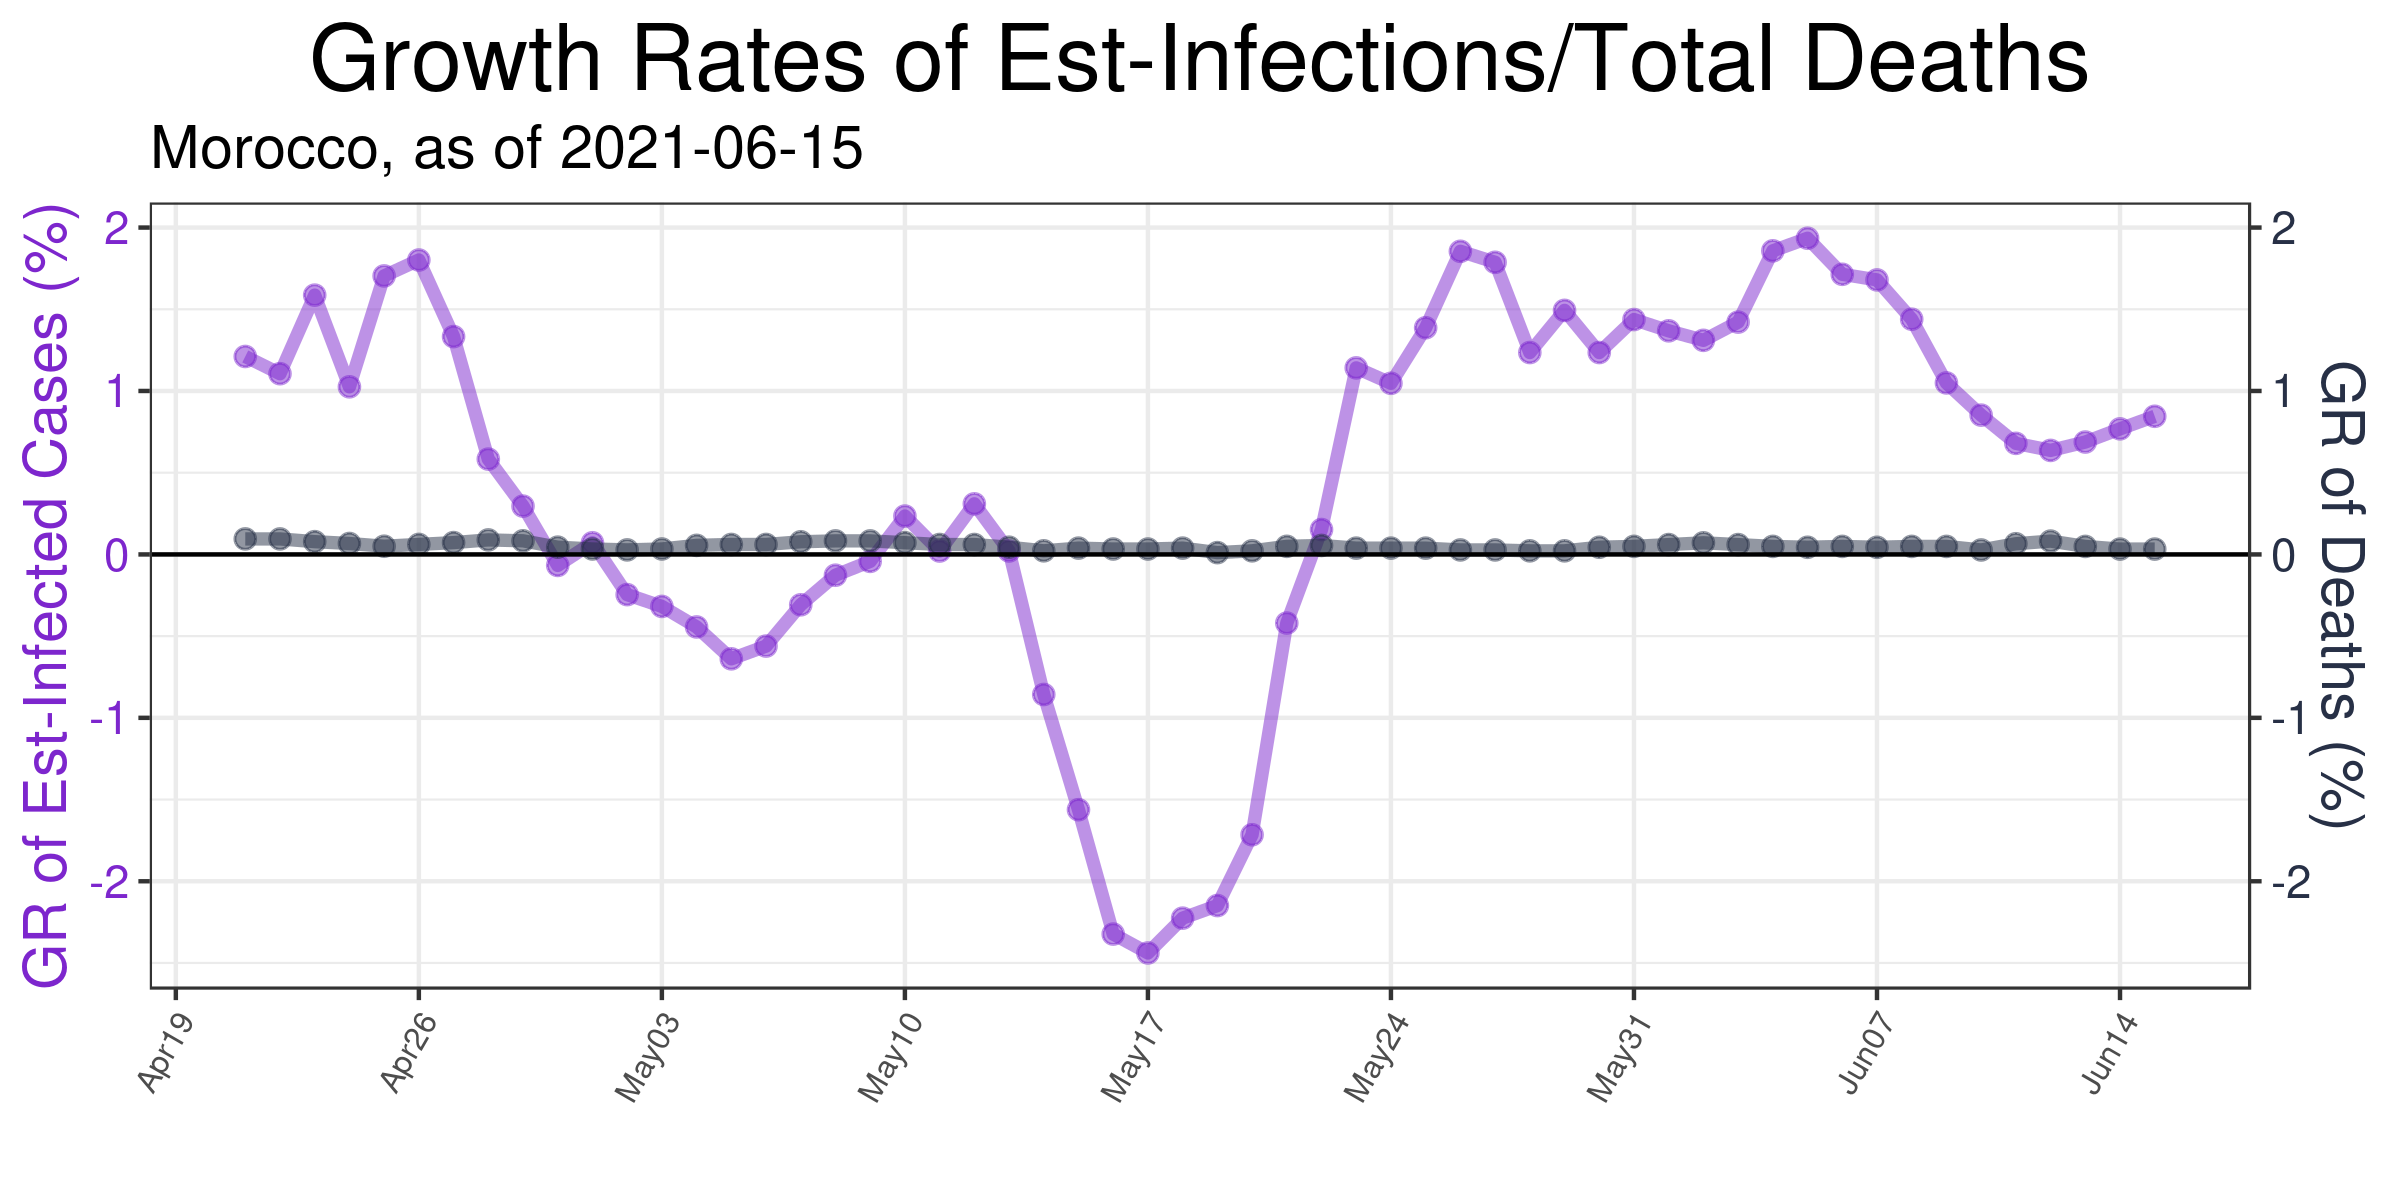 Growth Rates of Est-Infections/Total Deaths
Morocco, as of 2021-06-15
GR of Est-Infected Cases (%)
2
1
0
-1
-2
2
1
0
-1
-2
GR of Deaths (%)
Apr19
Apr26
May03
May10
May17
May24
May31
Jun07
Jun14